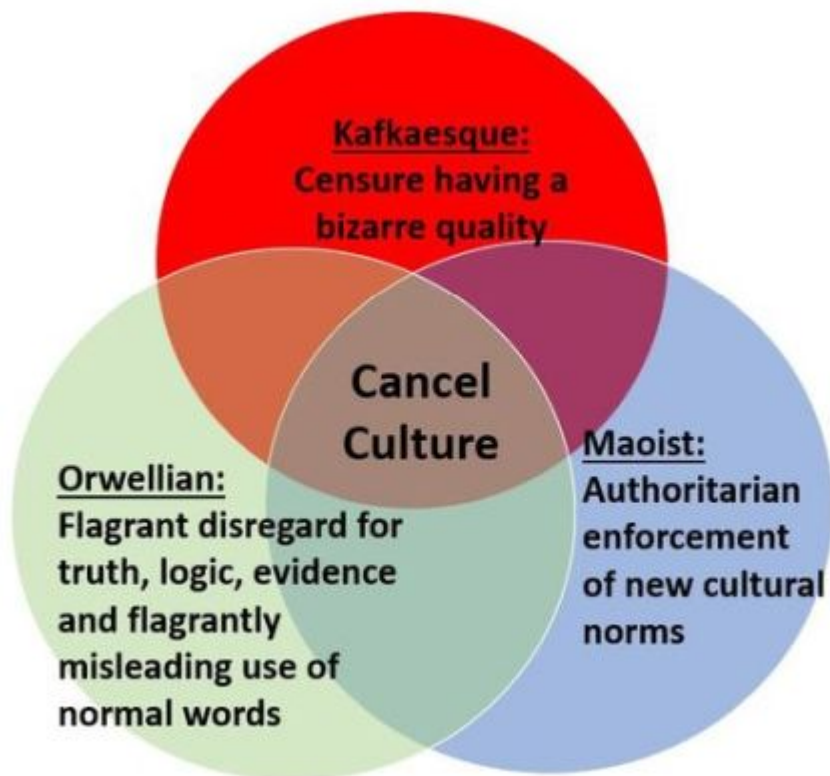 Kafkaesque:
Censure having a
bizarre quality
Cancel
Culture
Orwellian:
Flagrant disregard for
truth, logic, evidence
and flagrantly
misleading use of
normal words
Maoist:
Authoritarian
enforcement
of new cultural
norms